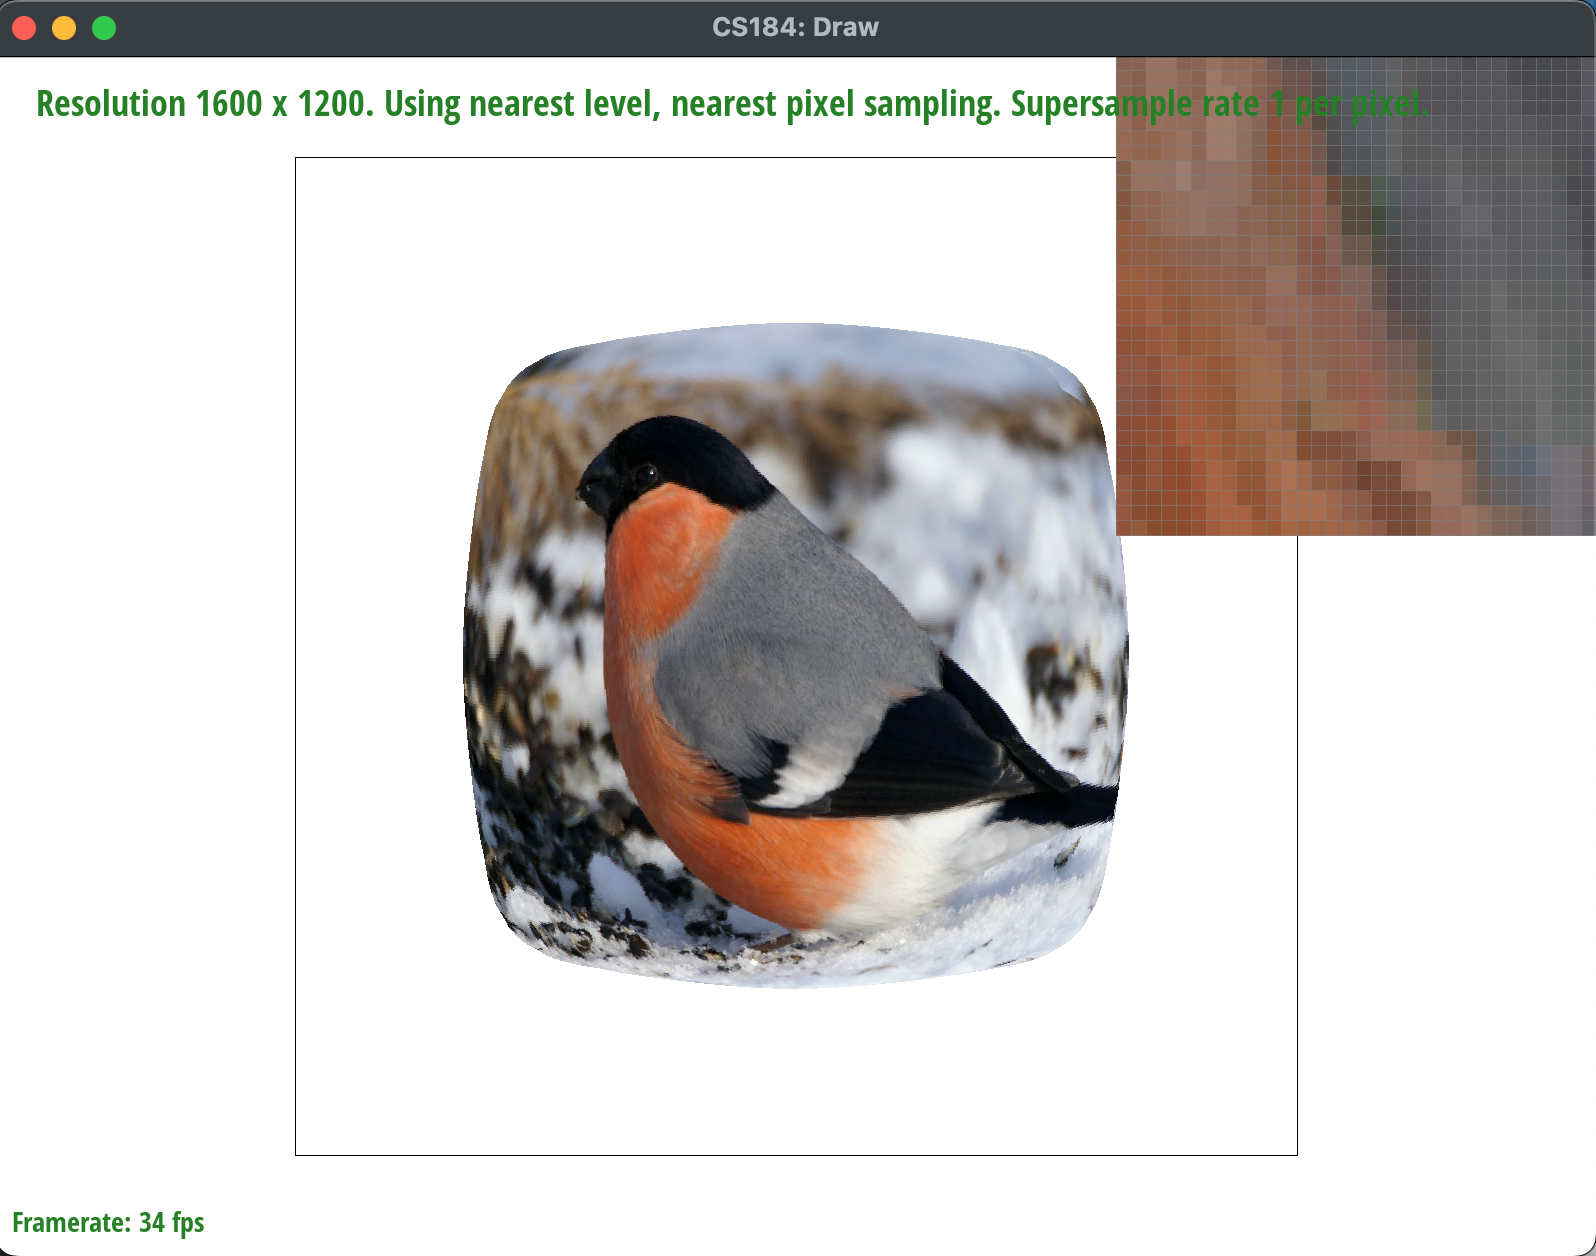 CS184: Draw
Resolution 1600 x 1200. Using nearest level, nearest pixel sampling. Supersample rate 1 per pixel.
Framerate: 34 fps